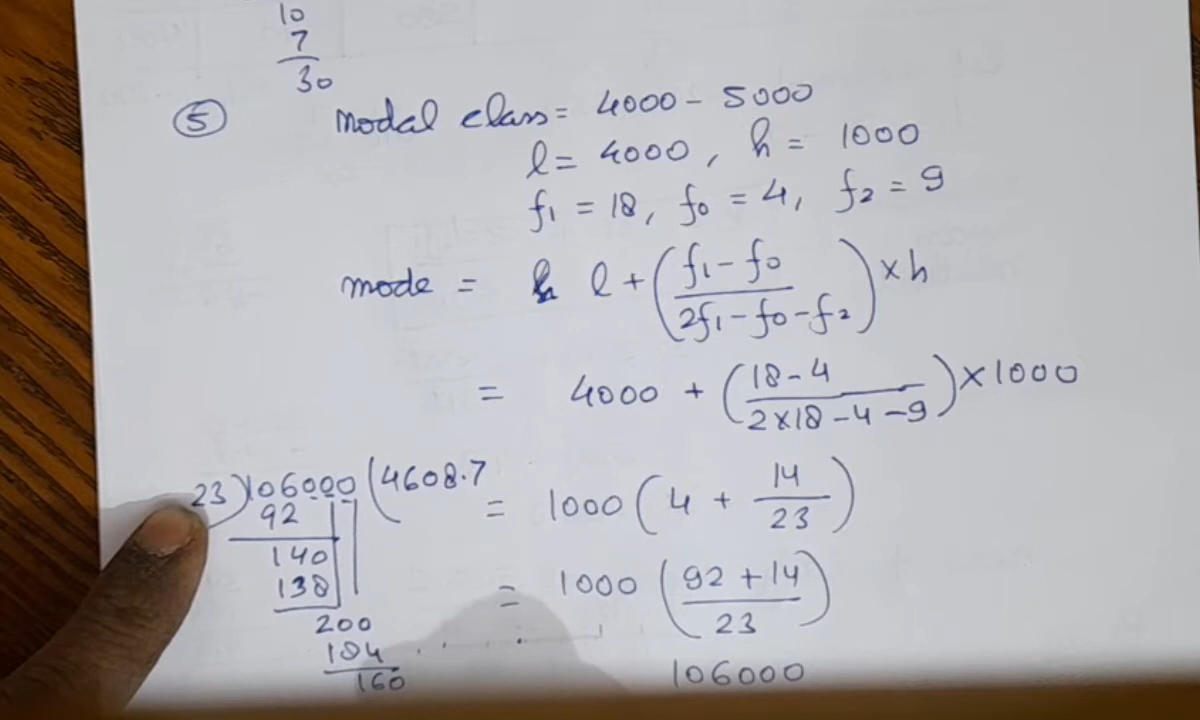 10
7
30
5 Modal class = 4000 - 5000
l = 4000, h = 1000
f1 = 18, f0 = 4, f2 = 9
mode = l + (f1 - f0 / 2f1 - f0 - f2) × h
= 4000 + (18 - 4 / 2×18 - 4 - 9) × 1000
23)106000(4608.7 = 1000 (4 + 14/23)
92
140
138
= 1000 (92 + 14 / 23)
200
184
160
106000